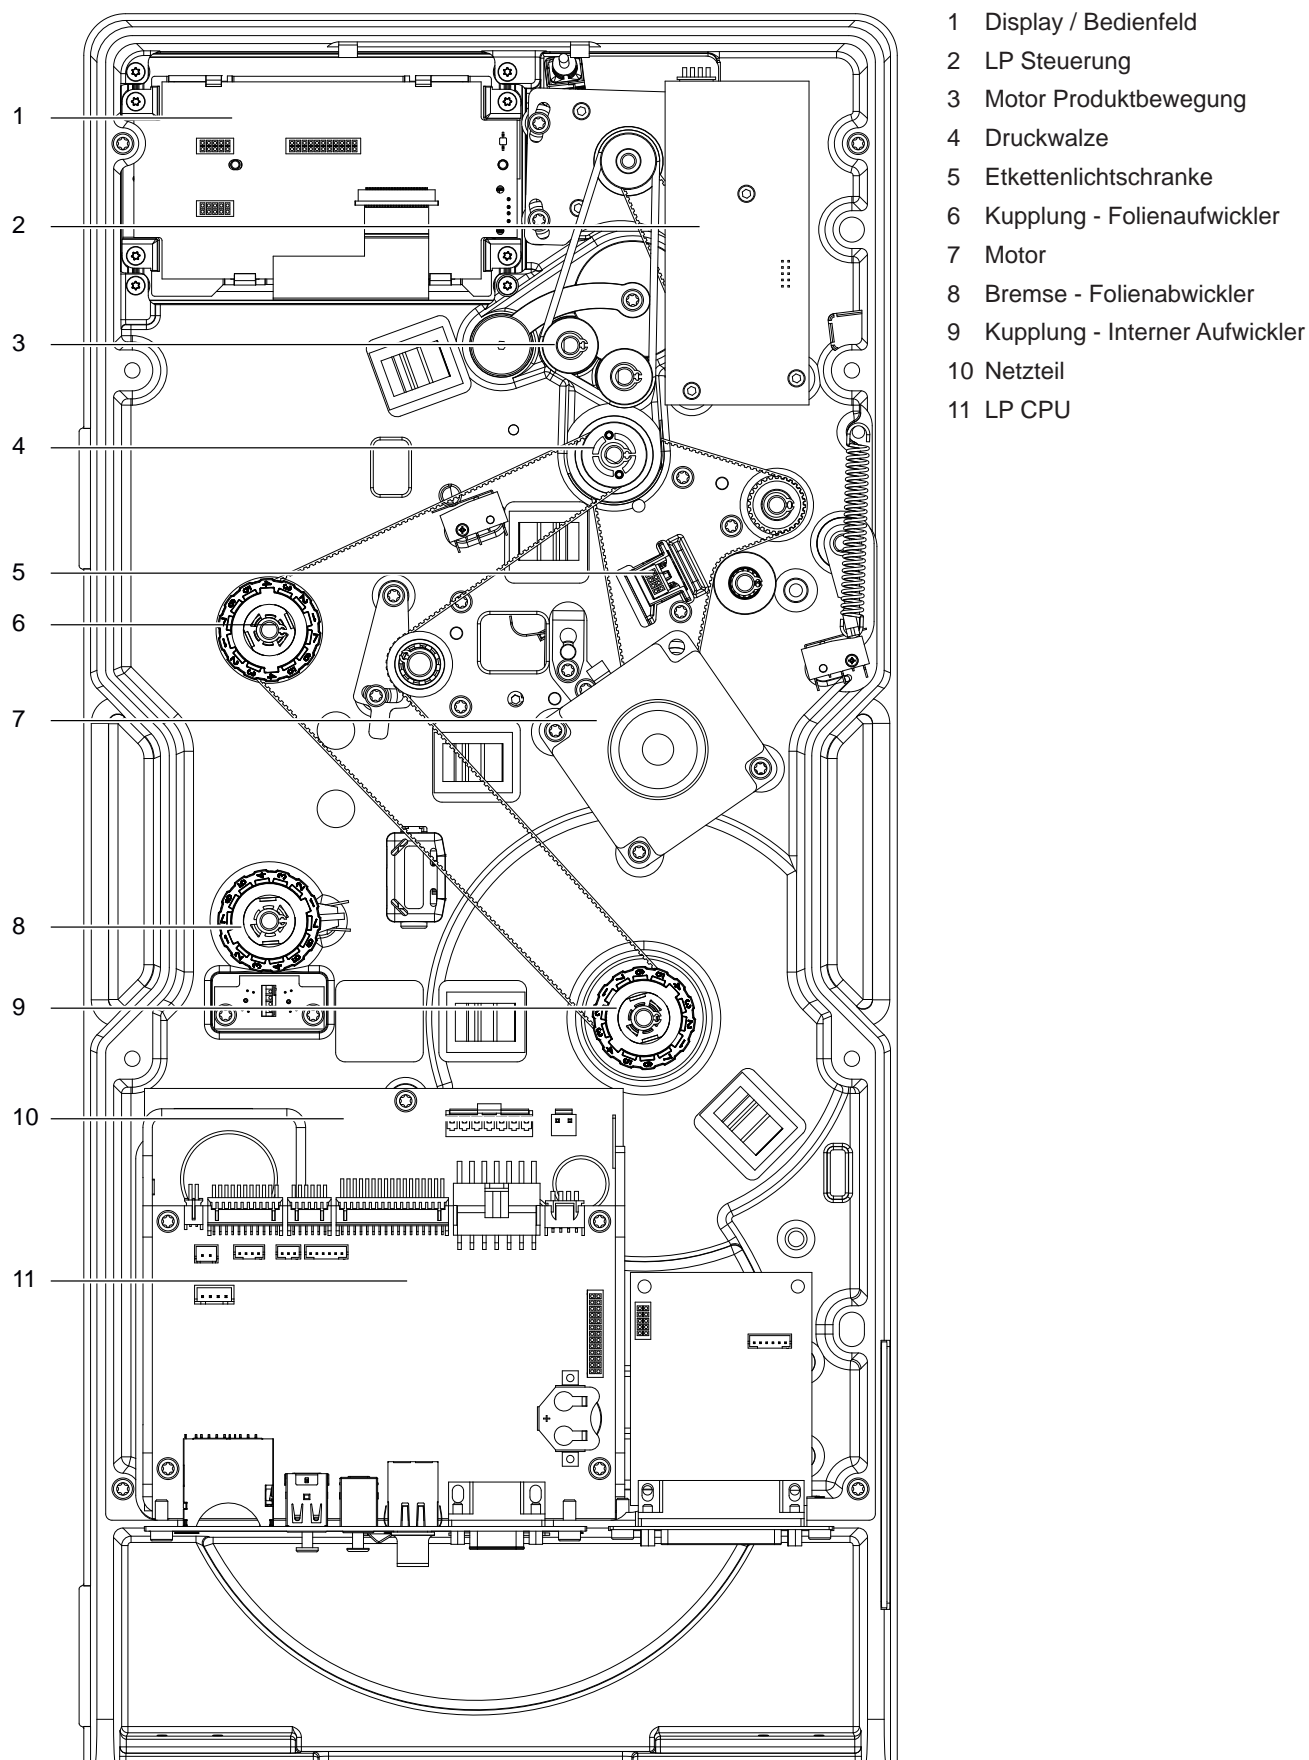 1 Display / Bedienfeld
2 LP Steuerung
3 Motor Produktbewegung
4 Druckwalze
5 Etkettenlichtschranke
6 Kupplung - Folienaufwickler
7 Motor
8 Bremse - Folienabwickler
9 Kupplung - Interner Aufwickler
10 Netzteil
11 LP CPU
1
2
3
4
5
6
7
8
9
10
11